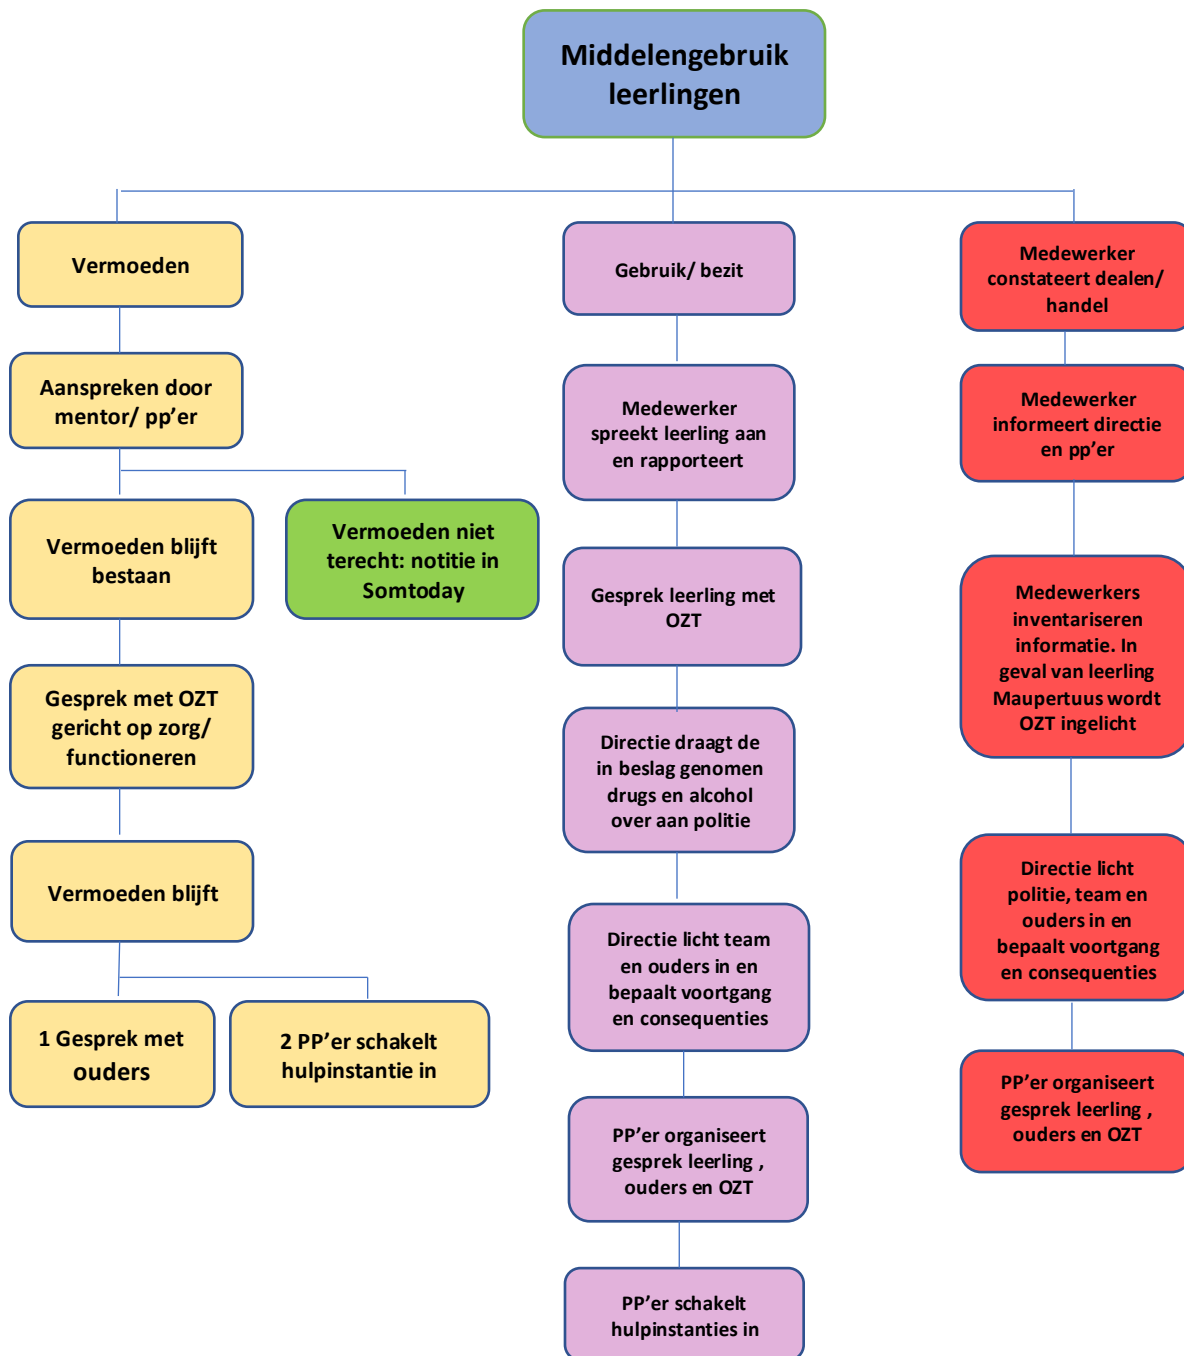 Middelengebruik
leerlingen
Vermoeden
Aanspreken door
mentor/ pp’er
Vermoeden blijft
bestaan
Vermoeden niet
terecht: notitie in
Somtoday
Gesprek met OZT
gericht op zorg/
functioneren
Vermoeden blijft
1 Gesprek met
ouders
2 PP’er schakelt
hulpinstantie in
Gebruik/ bezit
Medewerker
spreekt leerling aan
en rapporteert
Gesprek leerling met
OZT
Directie draagt de
in beslag genomen
drugs en alcohol
over aan politie
Directie licht team
en ouders in en
bepaalt voortgang
en consequenties
PP’er organiseert
gesprek leerling ,
ouders en OZT
PP’er schakelt
hulpinstanties in
Medewerker
constateert dealen/
handel
Medewerker
informeert directie
en pp’er
Medewerkers
inventariseren
informatie. In
geval van leerling
Maupertuus wordt
OZT ingelicht
Directie licht
politie, team en
ouders in en
bepaalt voortgang
en consequenties
PP’er organiseert
gesprek leerling ,
ouders en OZT